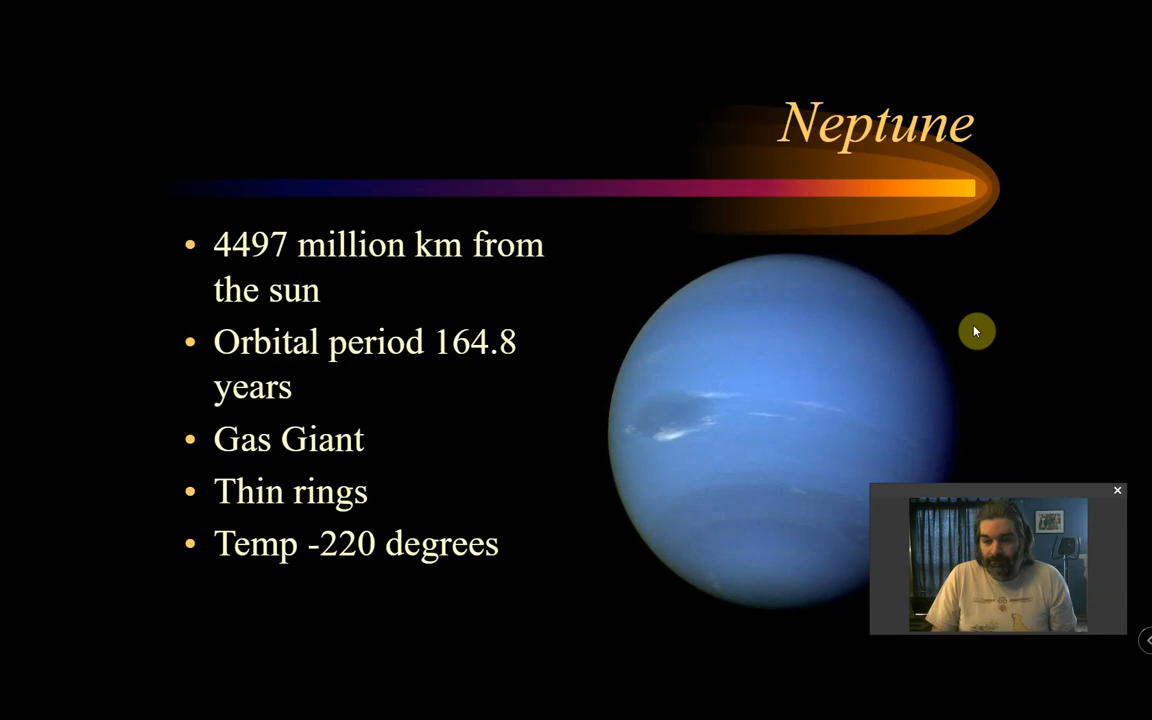 Neptune
• 4497 million km from
the sun
• Orbital period 164.8
years
• Gas Giant
• Thin rings
• Temp -220 degrees